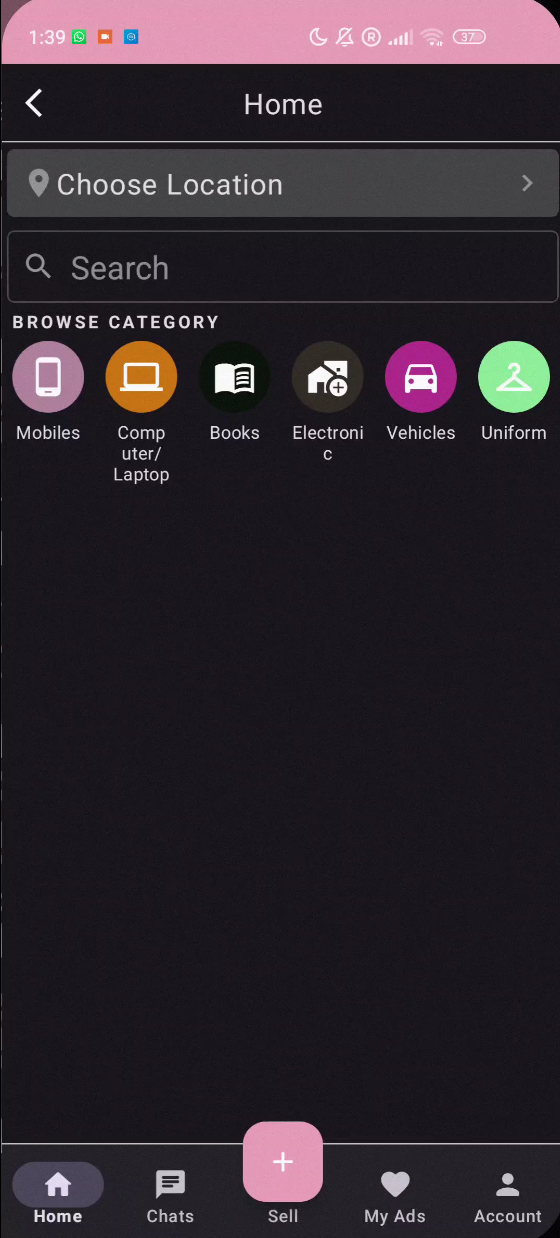 1:39
R
37
Home
Choose Location
Search
BROWSE CATEGORY
Mobiles
Comp
uter/
Laptop
Books
Electroni
c
Vehicles
Uniform
Home
Chats
Sell
My Ads
Account